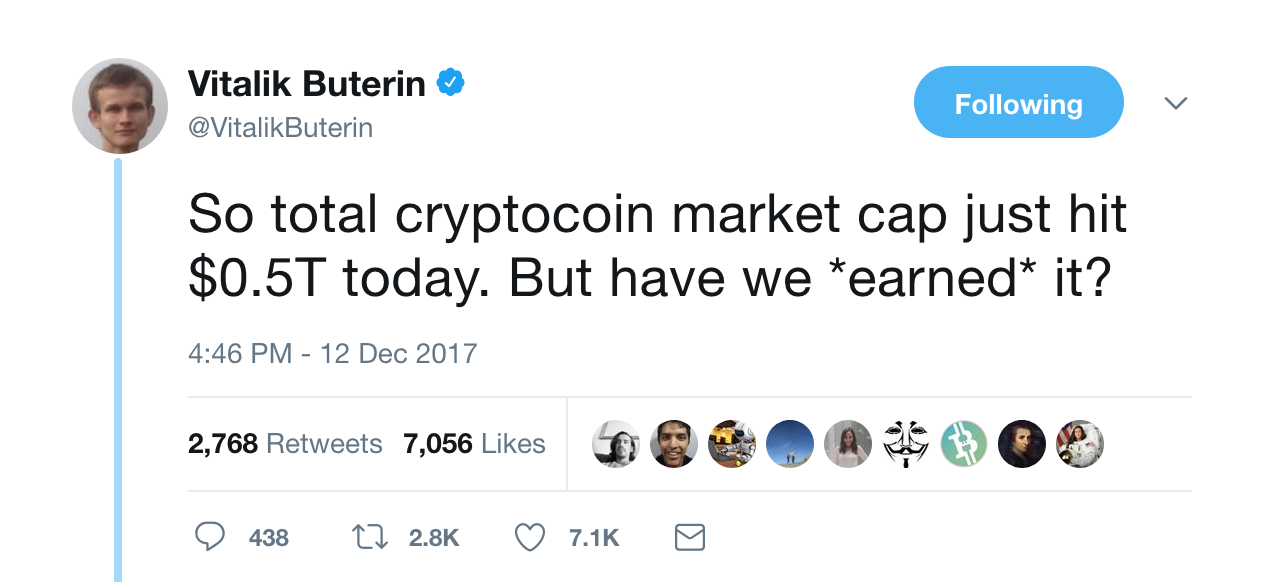 Vitalik Buterin
@VitalikButerin
Following
So total cryptocoin market cap just hit
$0.5T today. But have we *earned* it?
4:46 PM - 12 Dec 2017
2,768 Retweets 7,056 Likes
438 2.8K 7.1K